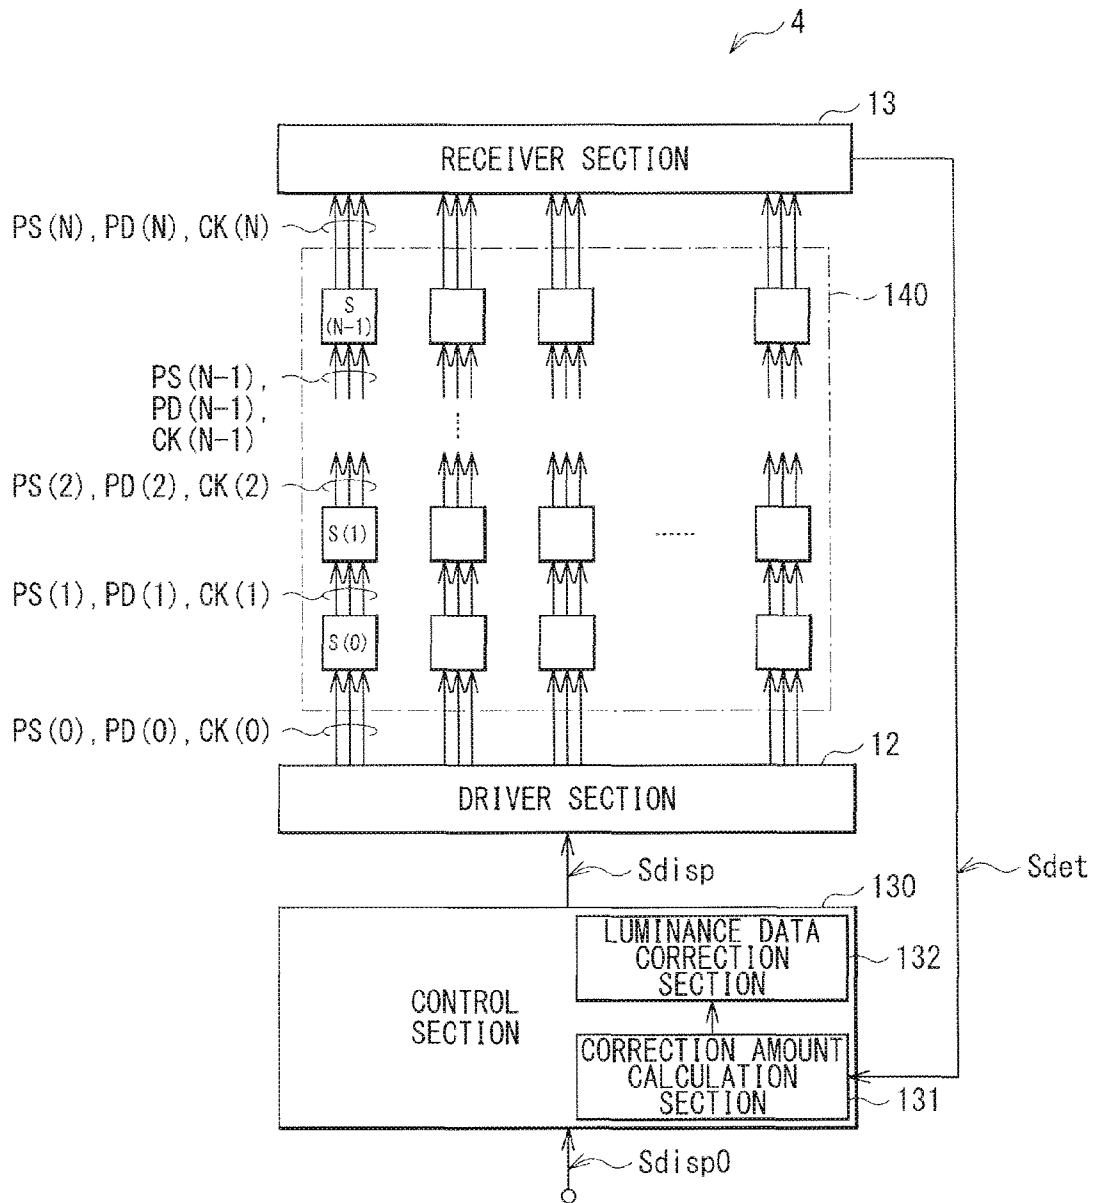 4
13
RECEIVER SECTION
PS(N), PD(N), CK(N)
140
S
(N-1)
PS(N-1),
PD(N-1),
CK(N-1)
PS(2), PD(2), CK(2)
S(1)
PS(1), PD(1), CK(1)
S(0)
PS(0), PD(0), CK(0)
12
DRIVER SECTION
Sdisp
Sdet
130
LUMINANCE DATA
CORRECTION
SECTION
132
CONTROL
SECTION
CORRECTION AMOUNT
CALCULATION
SECTION
131
Sdisp0